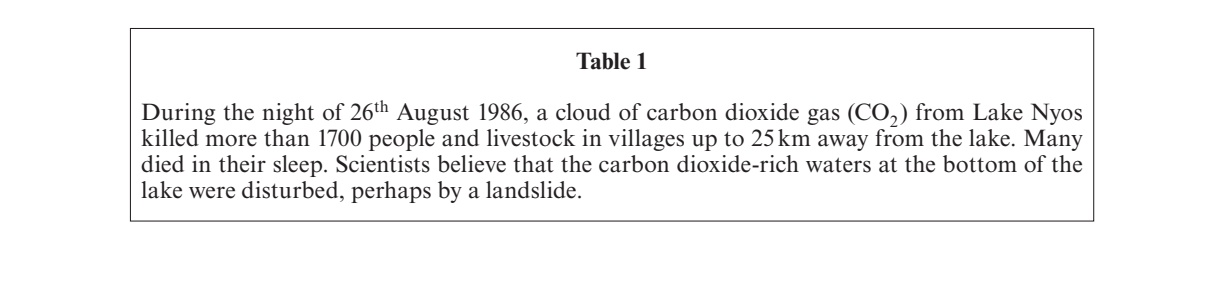 Table 1
During the night of 26th August 1986, a cloud of carbon dioxide gas (CO₂) from Lake Nyos
killed more than 1700 people and livestock in villages up to 25 km away from the lake. Many
died in their sleep. Scientists believe that the carbon dioxide-rich waters at the bottom of the
lake were disturbed, perhaps by a landslide.